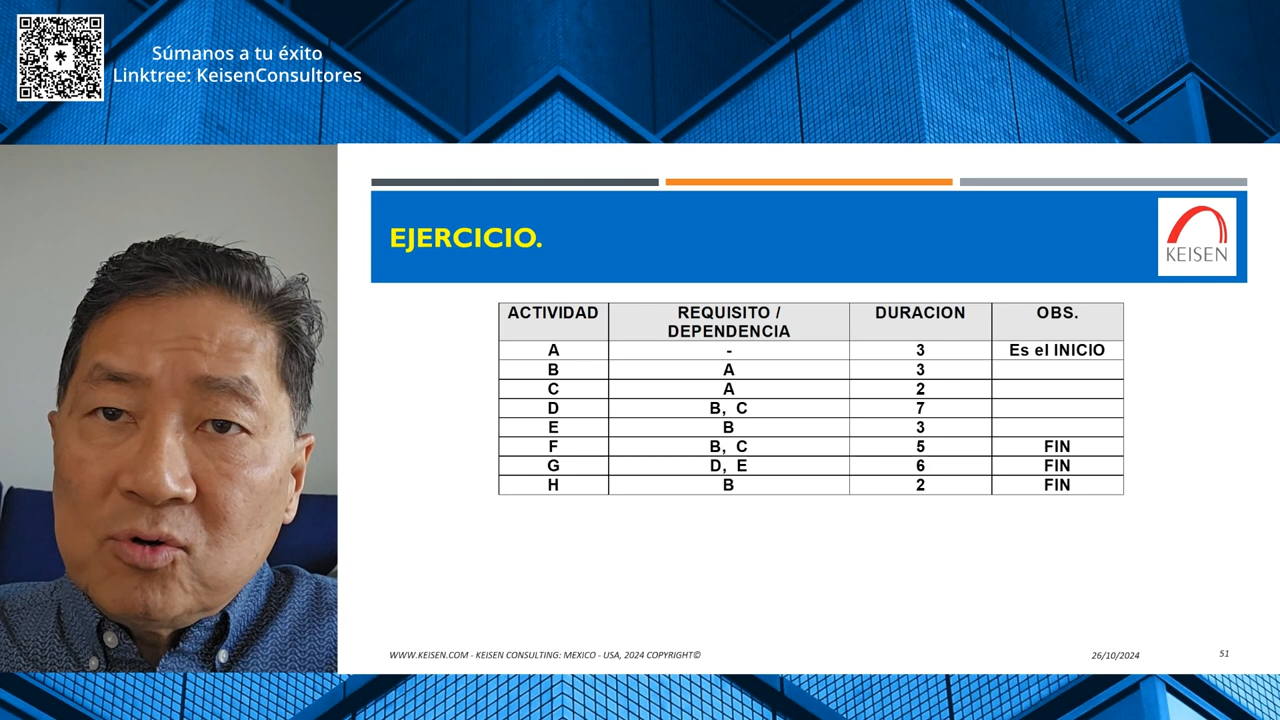 Súmanos a tu éxito
Linktree: KeisenConsultores
EJERCICIO.
KEISEN
ACTIVIDAD REQUISITO / DEPENDENCIA DURACION OBS.
A - 3 Es el INICIO
B A 3
C A 2
D B, C 7
E B 3
F B, C 5 FIN
G D, E 6 FIN
H B 2 FIN
WWW.KEISEN.COM - KEISEN CONSULTING: MEXICO - USA, 2024 COPYRIGHT© 26/10/2024 51